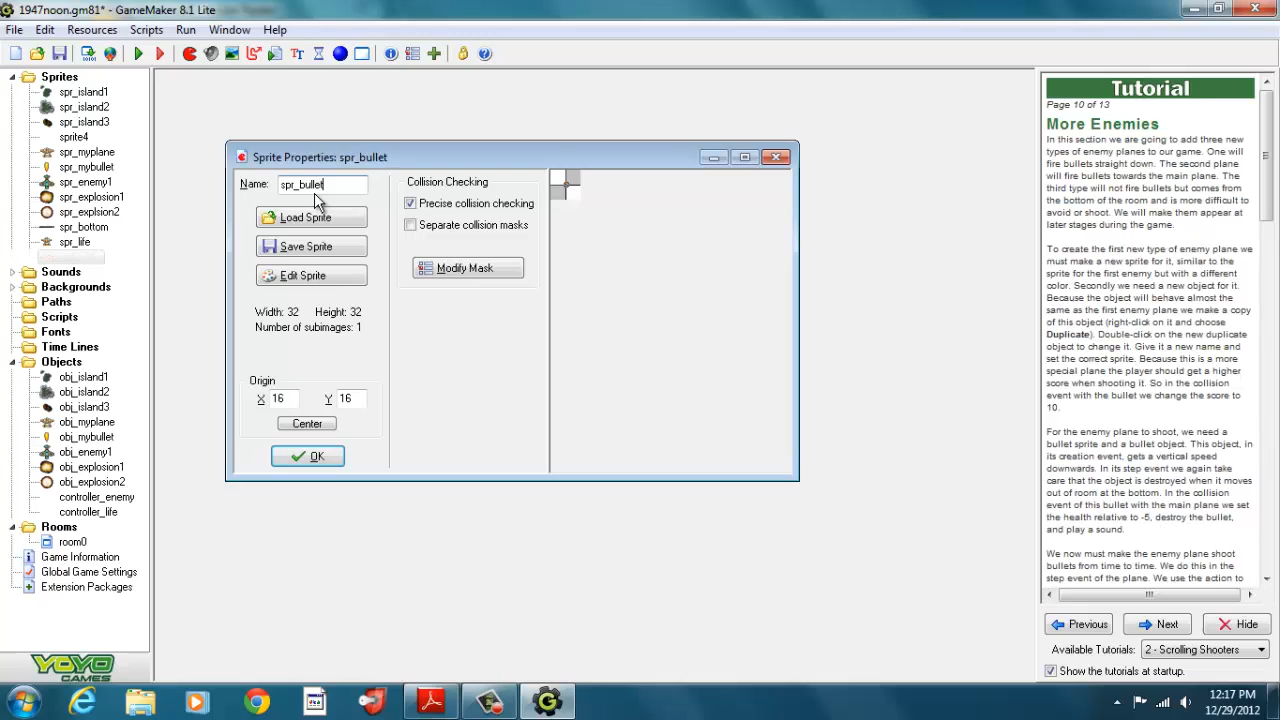 1947noon.gm81* - GameMaker 8.1 Lite
File Edit Resources Scripts Run Window Help
Sprites
spr_island1
spr_island2
spr_island3
sprite4
spr_myplane
spr_mybullet
spr_enemy1
spr_explosion1
spr_explsion2
spr_bottom
spr_life
Sounds
Backgrounds
Paths
Scripts
Fonts
Time Lines
Objects
obj_island1
obj_island2
obj_island3
obj_myplane
obj_mybullet
obj_enemy1
obj_explosion1
obj_explosion2
controller_enemy
controller_life
Rooms
room0
Game Information
Global Game Settings
Extension Packages
YOYO
GAMES
Sprite Properties: spr_bullet
Name: spr_bullet
Load Sprite
Save Sprite
Edit Sprite
Width: 32 Height: 32
Number of subimages: 1
Origin
X 16 Y 16
Center
OK
Collision Checking
Precise collision checking
Separate collision masks
Modify Mask
Tutorial
Page 10 of 13
More Enemies
In this section we are going to add three new
types of enemy planes to our game. One will
fire bullets straight down. The second plane
will fire bullets towards the main plane. The
third type will not fire bullets but comes from
the bottom of the room and is more difficult to
avoid or shoot. We will make them appear at
later stages during the game.
To create the first new type of enemy plane we
must make a new sprite for it, similar to the
sprite for the first enemy but with a different
color. Secondly we need a new object for it.
Because the object will behave almost the
same as the first enemy plane we make a copy
of this object (right-click on it and choose
Duplicate). Double-click on the new duplicate
object to change it. Give it a new name and
set the correct sprite. Because this is a more
special plane the player should get a higher
score when shooting it. So in the collision
event with the bullet we change the score to
10.
For the enemy plane to shoot, we need a
bullet sprite and a bullet object. This object, in
its creation event, gets a vertical speed
downwards. In its step event we again take
care that the object is destroyed when it moves
out of room at the bottom. In the collision
event of this bullet with the main plane we set
the health relative to -5, destroy the bullet,
and play a sound.
We now must make the enemy plane shoot
bullets from time to time. We do this in the
step event of the plane. We use the action to
Previous Next Hide
Available Tutorials: 2 - Scrolling Shooters
Show the tutorials at startup.
12:17 PM
12/29/2012